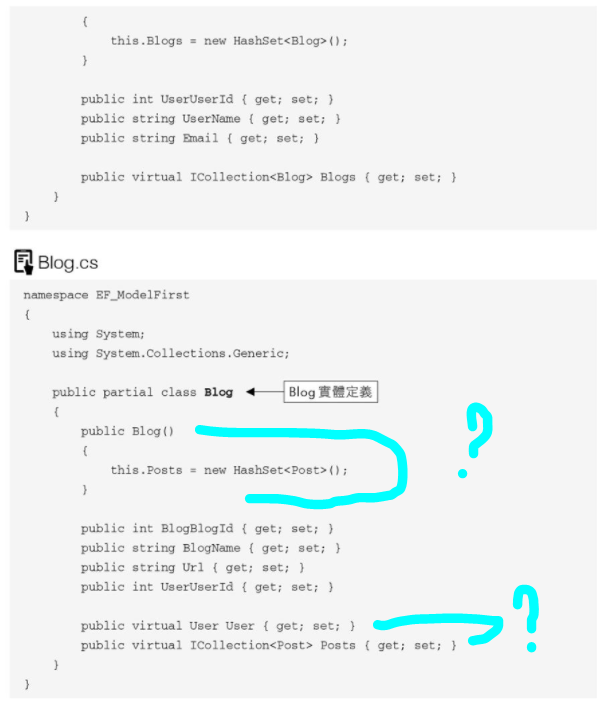 {
this.Blogs = new HashSet<Blog>();
}
public int UserUserId { get; set; }
public string UserName { get; set; }
public string Email { get; set; }
public virtual ICollection<Blog> Blogs { get; set; }
}
}
Blog.cs
namespace EF_ModelFirst
{
using System;
using System.Collections.Generic;
public partial class Blog Blog 實體定義
{
public Blog()
{
this.Posts = new HashSet<Post>();
}
?
public int BlogBlogId { get; set; }
public string BlogName { get; set; }
public string Url { get; set; }
public int UserUserId { get; set; }
public virtual User User { get; set; }
public virtual ICollection<Post> Posts { get; set; }
?
}
}